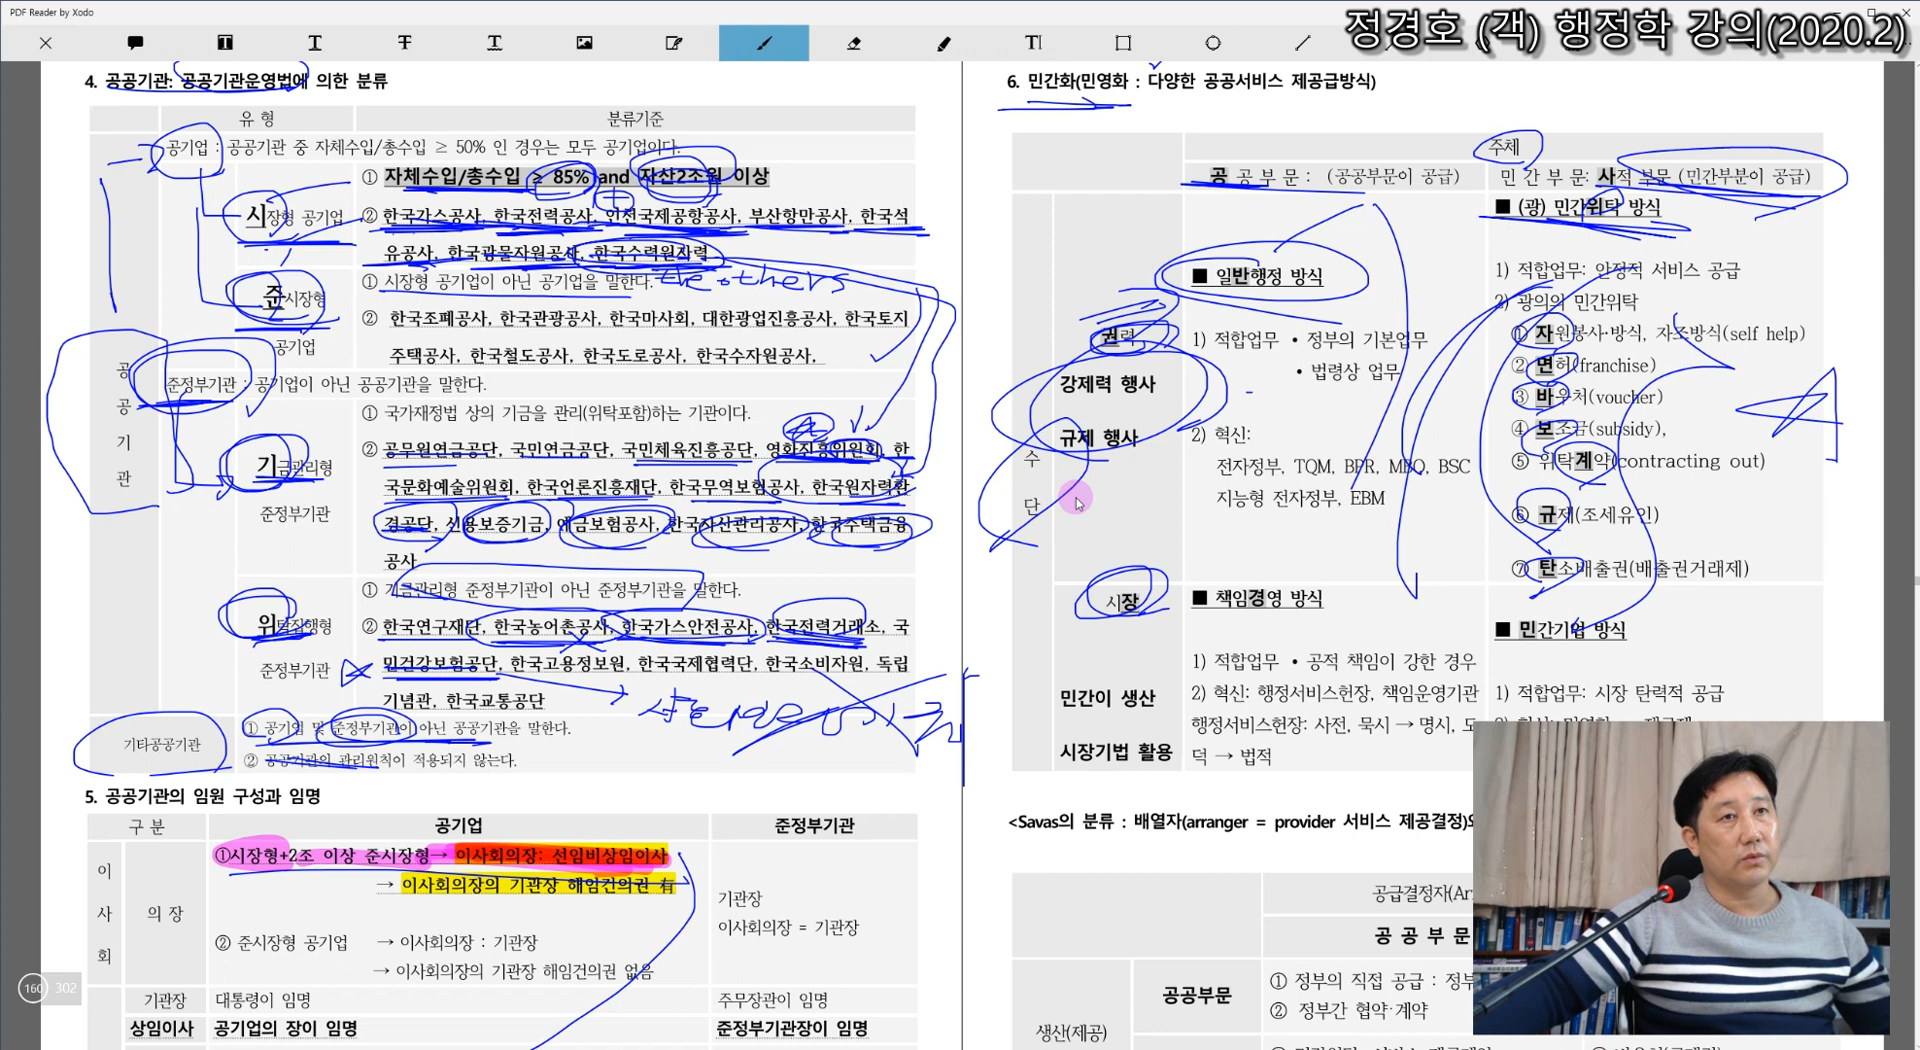 PDF Reader by Xodo
정경호 (객) 행정학 강의(2020.2)
4. 공공기관: 공공기관운영법에 의한 분류
유 형
분류기준
공기업 : 공공기관 중 자체수입/총수입 ≥ 50% 인 경우는 모두 공기업이다.
시장형 공기업
① 자체수입/총수입 ≥ 85% and 자산2조원 이상
② 한국가스공사, 한국전력공사, 인천국제공항공사, 부산항만공사, 한국석
유공사, 한국광물자원공사, 한국수력원자력
준시장형
공기업
① 시장형 공기업이 아닌 공기업을 말한다.
the others
② 한국조폐공사, 한국관광공사, 한국마사회, 대한광업진흥공사, 한국토지
주택공사, 한국철도공사, 한국도로공사, 한국수자원공사,
공
공
기
관
준정부기관 : 공기업이 아닌 공공기관을 말한다.
기금관리형
준정부기관
① 국가재정법 상의 기금을 관리(위탁포함)하는 기관이다.
② 공무원연금공단, 국민연금공단, 국민체육진흥공단, 영화진흥위원회, 한
국문화예술위원회, 한국언론진흥재단, 한국무역보험공사, 한국원자력환
경공단, 신용보증기금, 예금보험공사, 한국자산관리공사, 한국주택금융
공사
위탁집행형
준정부기관
① 기금관리형 준정부기관이 아닌 준정부기관을 말한다.
② 한국연구재단, 한국농어촌공사, 한국가스안전공사, 한국전력거래소, 국
민건강보험공단, 한국고용정보원, 한국국제협력단, 한국소비자원, 독립
기념관, 한국교통공단
기타공공기관
① 공기업 및 준정부기관이 아닌 공공기관을 말한다.
② 공공기관의 관리원칙이 적용되지 않는다.
5. 공공기관의 임원 구성과 임명
구 분
공기업
준정부기관
이
사
회
의 장
①시장형+2조 이상 준시장형→ 이사회의장: 선임비상임이사
→ 이사회의장의 기관장 해임건의권 有
② 준시장형 공기업 → 이사회의장 : 기관장
→ 이사회의장의 기관장 해임건의권 없음
기관장
이사회의장 = 기관장
기관장
대통령이 임명
주무장관이 임명
상임이사
공기업의 장이 임명
준정부기관장이 임명
160 302
6. 민간화(민영화 : 다양한 공공서비스 제공급방식)
주체
공 공 부 문 : (공공부문이 공급)
민 간 부 문: 사적 부문 (민간부분이 공급)
수
단
권력
강제력 행사
규제 행사
■ 일반행정 방식
1) 적합업무 • 정부의 기본업무
• 법령상 업무
2) 혁신:
전자정부, TQM, BPR, MBO, BSC
지능형 전자정부, EBM
■ (광) 민간위탁 방식
1) 적합업무: 안정적 서비스 공급
2) 광의의 민간위탁
① 자원봉사·방식, 자조방식(self help)
② 면허(franchise)
③ 바우처(voucher)
④ 보조금(subsidy),
⑤ 위탁계약(contracting out)
⑥ 규제(조세유인)
⑦ 탄소배출권(배출권거래제)
시장
민간이 생산
시장기법 활용
■ 책임경영 방식
1) 적합업무 • 공적 책임이 강한 경우
2) 혁신: 행정서비스헌장, 책임운영기관
행정서비스헌장: 사전, 묵시 → 명시, 도
덕 → 법적
■ 민간기업 방식
1) 적합업무: 시장 탄력적 공급
<Savas의 분류 : 배열자(arranger = provider 서비스 제공결정)
공급결정자(Ar
공 공 부 문
생산(제공)
공공부문
① 정부의 직접 공급 : 정부
② 정부간 협약·계약